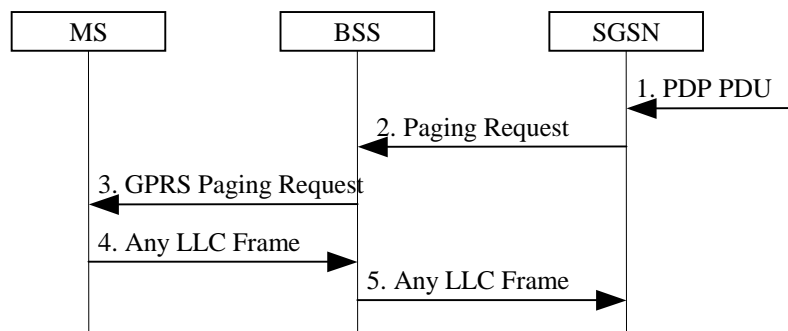 MS
BSS
SGSN
1. PDP PDU
2. Paging Request
3. GPRS Paging Request
4. Any LLC Frame
5. Any LLC Frame